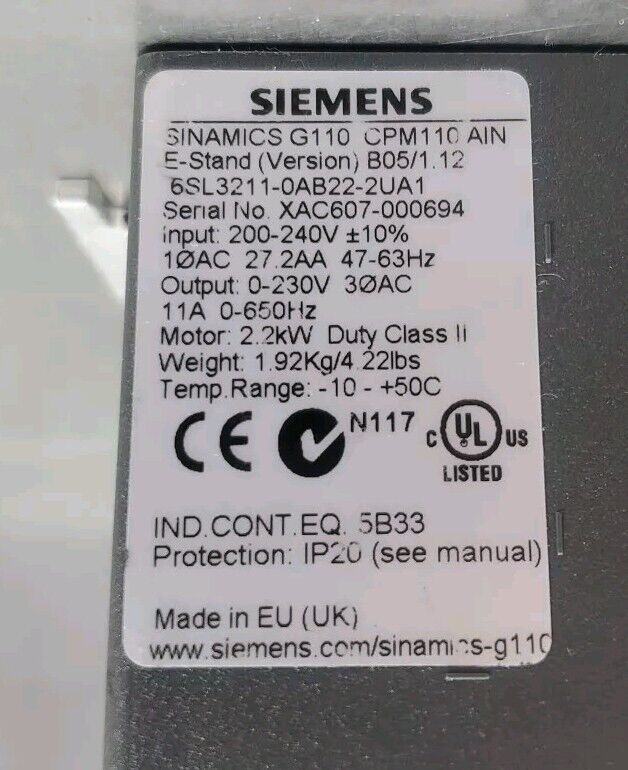 SIEMENS
SINAMICS G110 CPM110 AIN
E-Stand (Version) B05/1.12
6SL3211-0AB22-2UA1
Serial No. XAC607-000694
Input: 200-240V ±10%
1ØAC 27.2AA 47-63Hz
Output: 0-230V 3ØAC
11A 0-650Hz
Motor: 2.2kW Duty Class II
Weight: 1.92Kg/4.22lbs
Temp.Range: -10 - +50C
CE N117 C UL US
LISTED
IND.CONT.EQ. 5B33
Protection: IP20 (see manual)
Made in EU (UK)
www.siemens.com/sinamics-g110